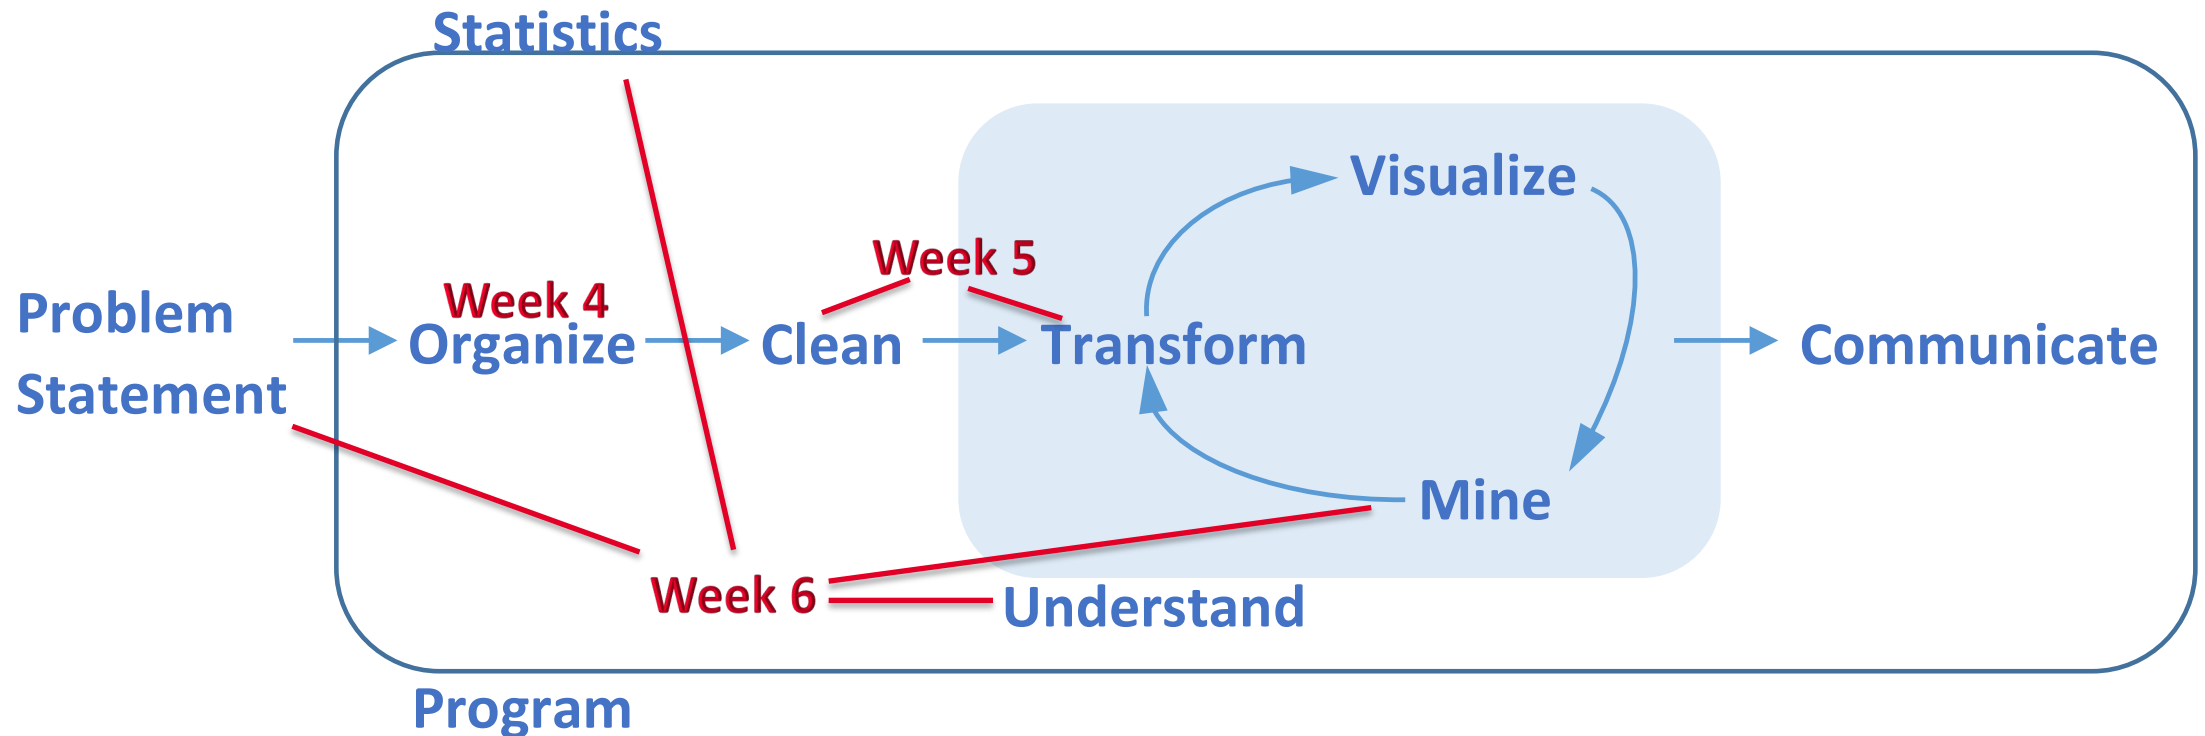 Statistics
Visualize
Week 5
Week 4
Problem
Statement
Organize
Clean
Transform
Communicate
Mine
Week 6
Understand
Program